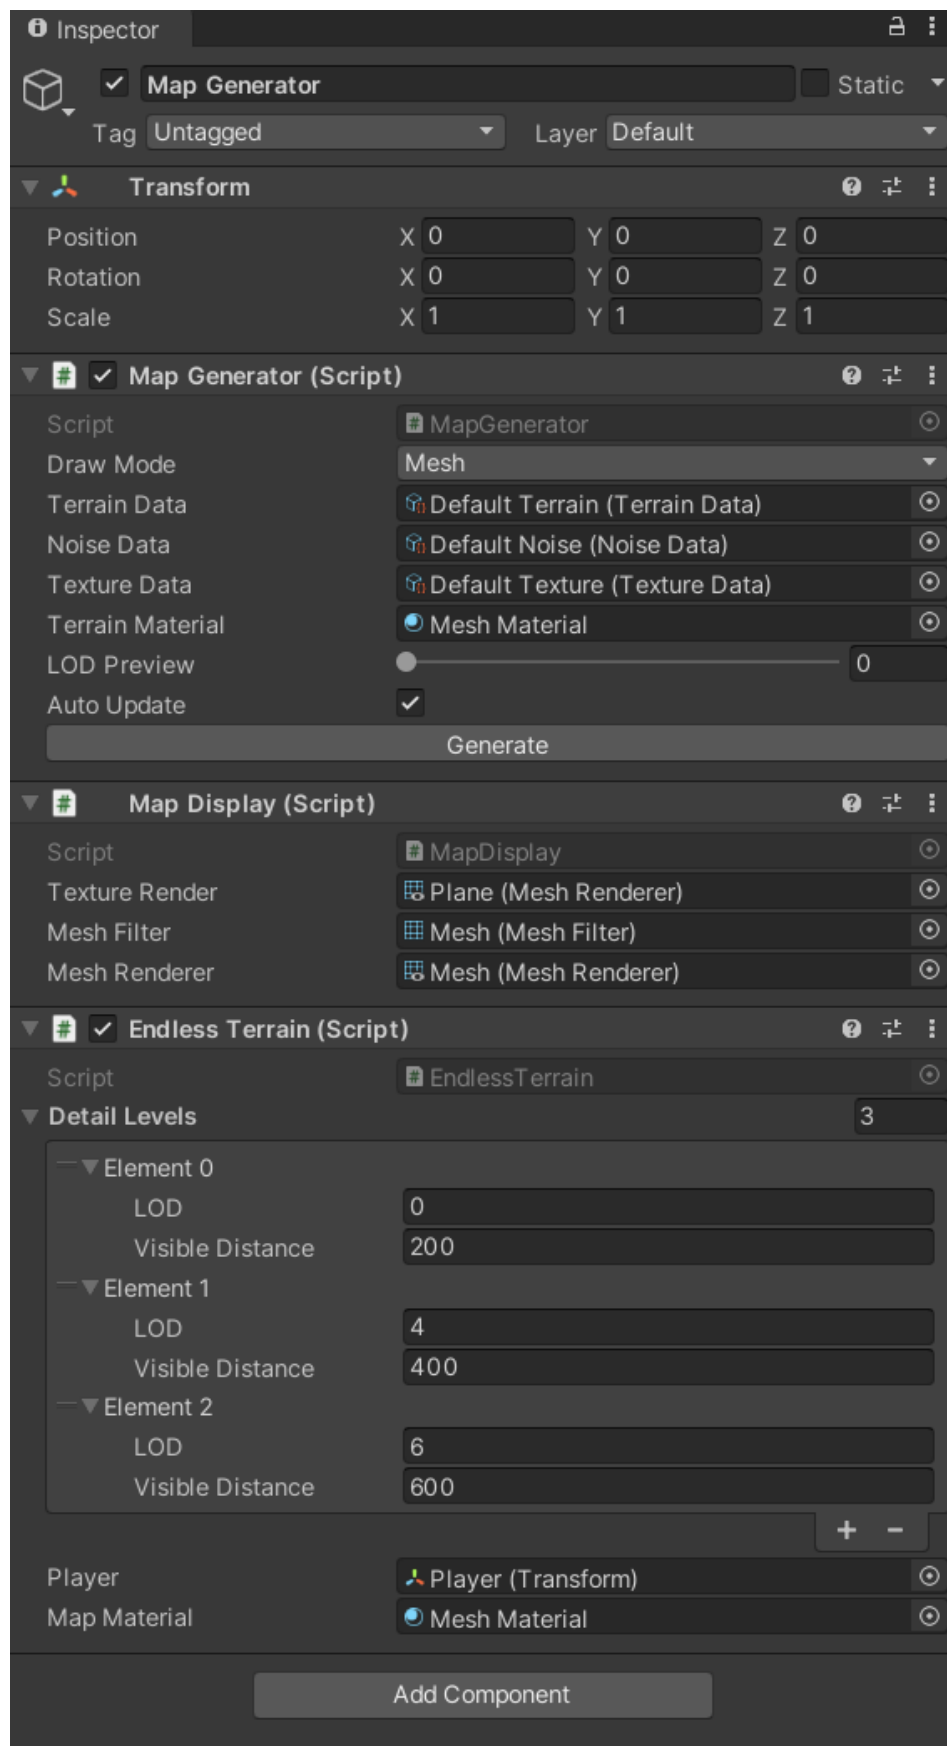 Inspector
Map Generator Static
Tag Untagged Layer Default
Transform
Position X 0 Y 0 Z 0
Rotation X 0 Y 0 Z 0
Scale X 1 Y 1 Z 1
# Map Generator (Script)
Script # MapGenerator
Draw Mode Mesh
Terrain Data Default Terrain (Terrain Data)
Noise Data Default Noise (Noise Data)
Texture Data Default Texture (Texture Data)
Terrain Material Mesh Material
LOD Preview 0
Auto Update
Generate
# Map Display (Script)
Script # MapDisplay
Texture Render Plane (Mesh Renderer)
Mesh Filter Mesh (Mesh Filter)
Mesh Renderer Mesh (Mesh Renderer)
# Endless Terrain (Script)
Script # EndlessTerrain
Detail Levels 3
Element 0
LOD 0
Visible Distance 200
Element 1
LOD 4
Visible Distance 400
Element 2
LOD 6
Visible Distance 600
+ −
Player Player (Transform)
Map Material Mesh Material
Add Component